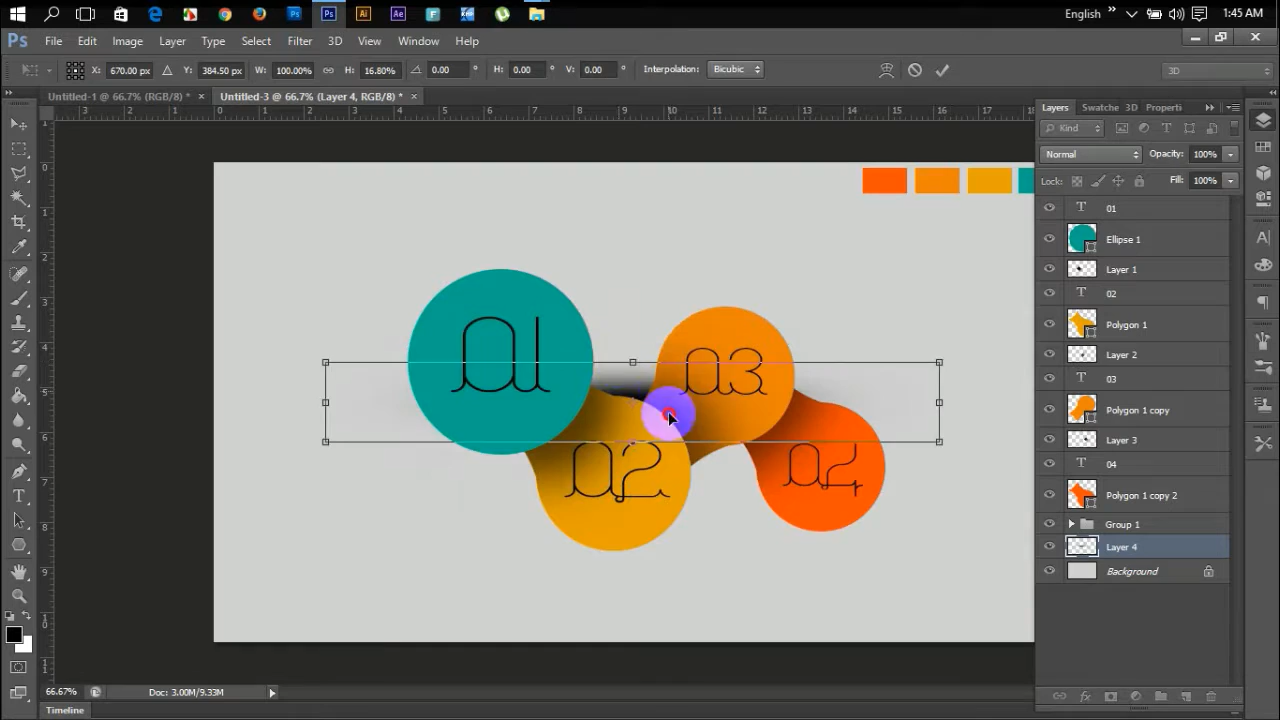 English
1:45 AM
Ps File Edit Image Layer Type Select Filter 3D View Window Help
X: 670.00 px Y: 384.50 px W: 100.00% H: 16.80% 0.00 ° H: 0.00 ° V: 0.00 ° Interpolation: Bicubic 3D
Untitled-1 @ 66.7% (RGB/8) * × Untitled-3 @ 66.7% (Layer 4, RGB/8) * ×
Layers Swatche 3D Properti
Kind
Normal Opacity: 100%
Lock: Fill: 100%
01
Ellipse 1
Layer 1
02
Polygon 1
Layer 2
03
Polygon 1 copy
Layer 3
04
Polygon 1 copy 2
Group 1
Layer 4
Background
01
03
02
04
66.67% Doc: 3.00M/9.33M
Timeline